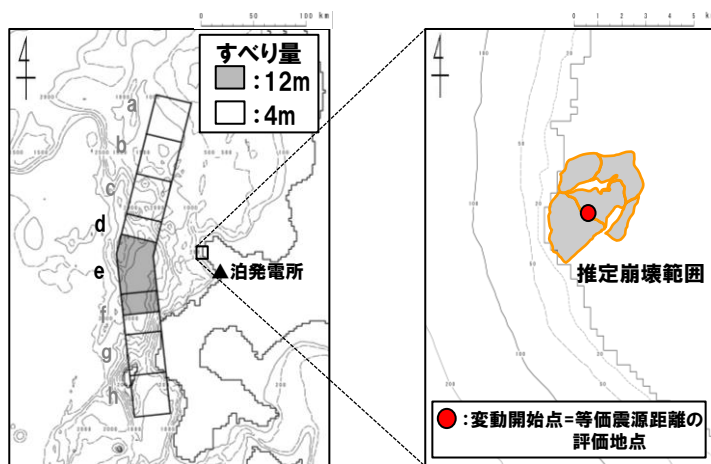 0 50 100 km
すべり量
:12m
:4m
a
b
c
d
e
f
g
h
▲泊発電所
0 1 2 3 4 5 km
推定崩壊範囲
:変動開始点=等価震源距離の
評価地点